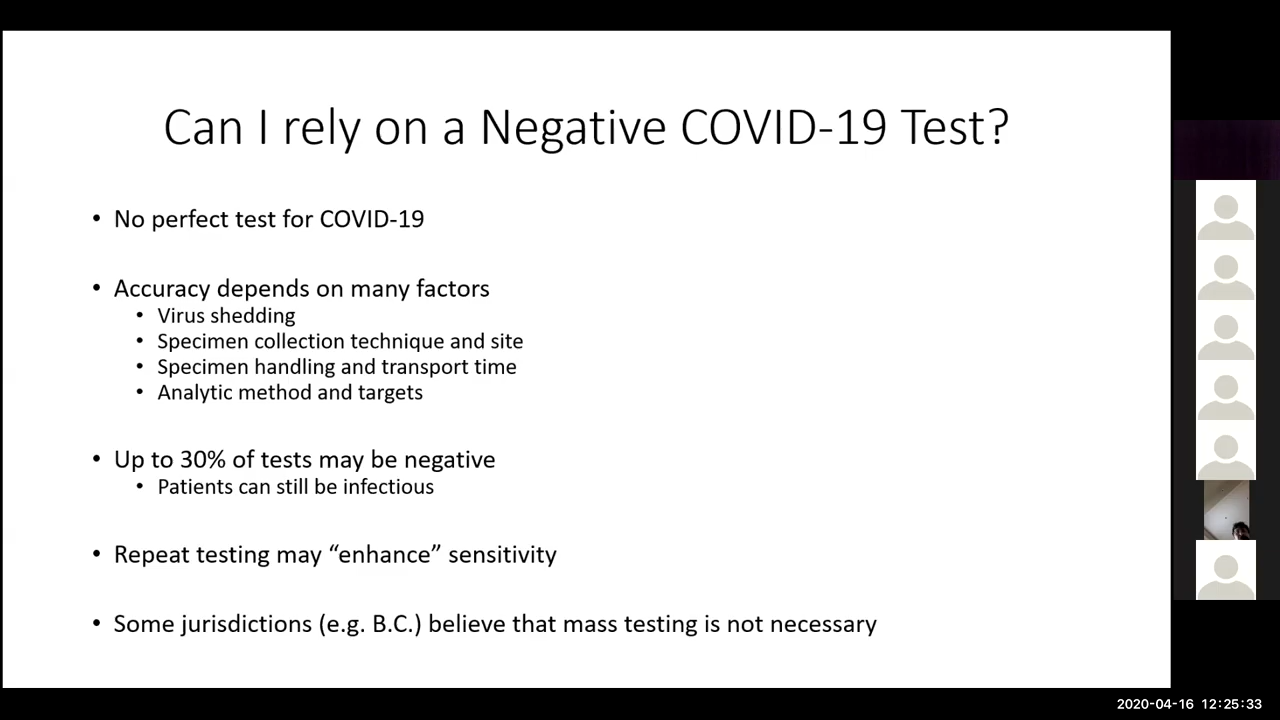 Can I rely on a Negative COVID-19 Test?
• No perfect test for COVID-19
• Accuracy depends on many factors
• Virus shedding
• Specimen collection technique and site
• Specimen handling and transport time
• Analytic method and targets
• Up to 30% of tests may be negative
• Patients can still be infectious
• Repeat testing may “enhance” sensitivity
• Some jurisdictions (e.g. B.C.) believe that mass testing is not necessary
2020-04-16 12:25:33